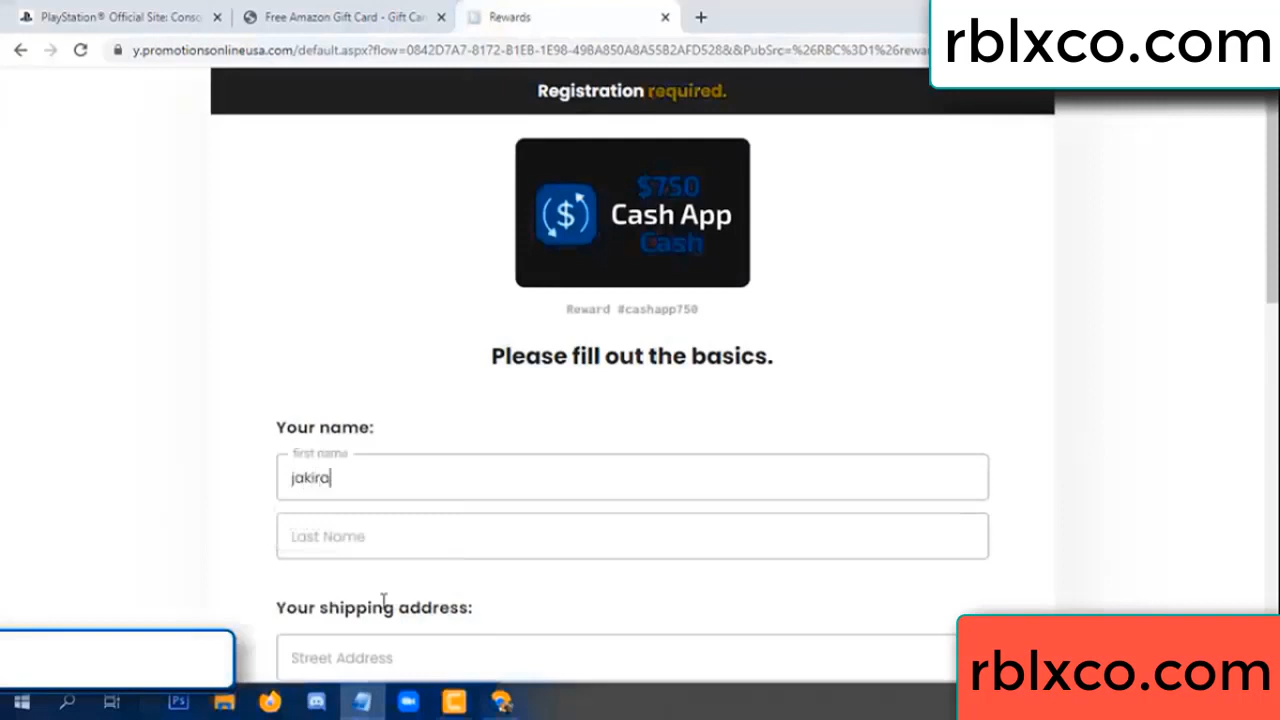 PlayStation® Official Site: Conso
Free Amazon Gift Card - Gift Car
Rewards
rblxco.com
y.promotionsonlineusa.com/default.aspx?flow=0842D7A7-8172-B1EB-1E98-49BA850A8A55B2AFD528&&PubSrc=%26RBC%3D1%26rewar
Registration required.
$750
Cash App
Cash
Reward #cashapp750
Please fill out the basics.
Your name:
first name
jakira
Last Name
Your shipping address:
Street Address
rblxco.com
Ps